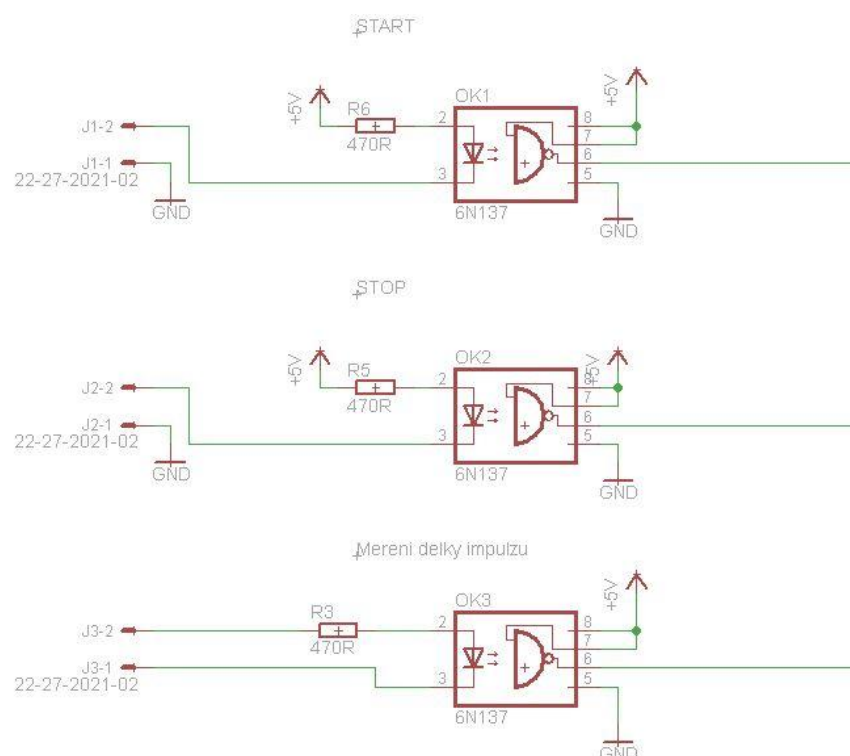 START
+5V
R6
470R
OK1
2
3
8
7
6
5
+5V
6N137
GND
J1-2
J1-1
22-27-2021-02
GND
STOP
+5V
R5
470R
OK2
2
3
8
7
6
5
+5V
6N137
GND
J2-2
J2-1
22-27-2021-02
GND
Mereni delky impulzu
R3
470R
OK3
2
3
8
7
6
5
+5V
6N137
GND
J3-2
J3-1
22-27-2021-02